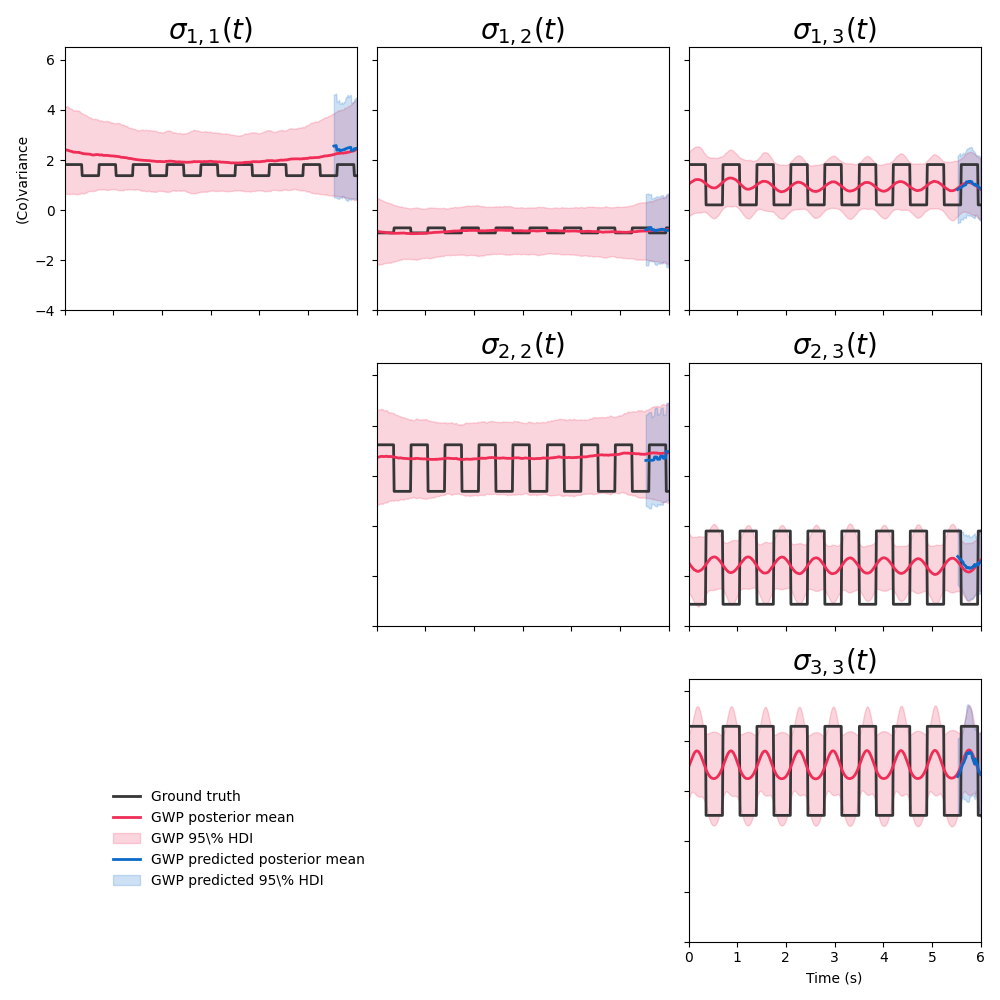 σ1,1(t)
σ1,2(t)
σ1,3(t)
6
4
2
0
−2
−4
(Co)variance
σ2,2(t)
σ2,3(t)
σ3,3(t)
Ground truth
GWP posterior mean
GWP 95\% HDI
GWP predicted posterior mean
GWP predicted 95\% HDI
0 1 2 3 4 5 6
Time (s)